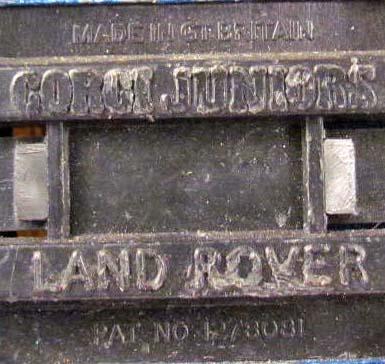 MADE IN GT. BRITAIN
CORGI JUNIORS
LAND ROVER
PAT. NO. 1278081